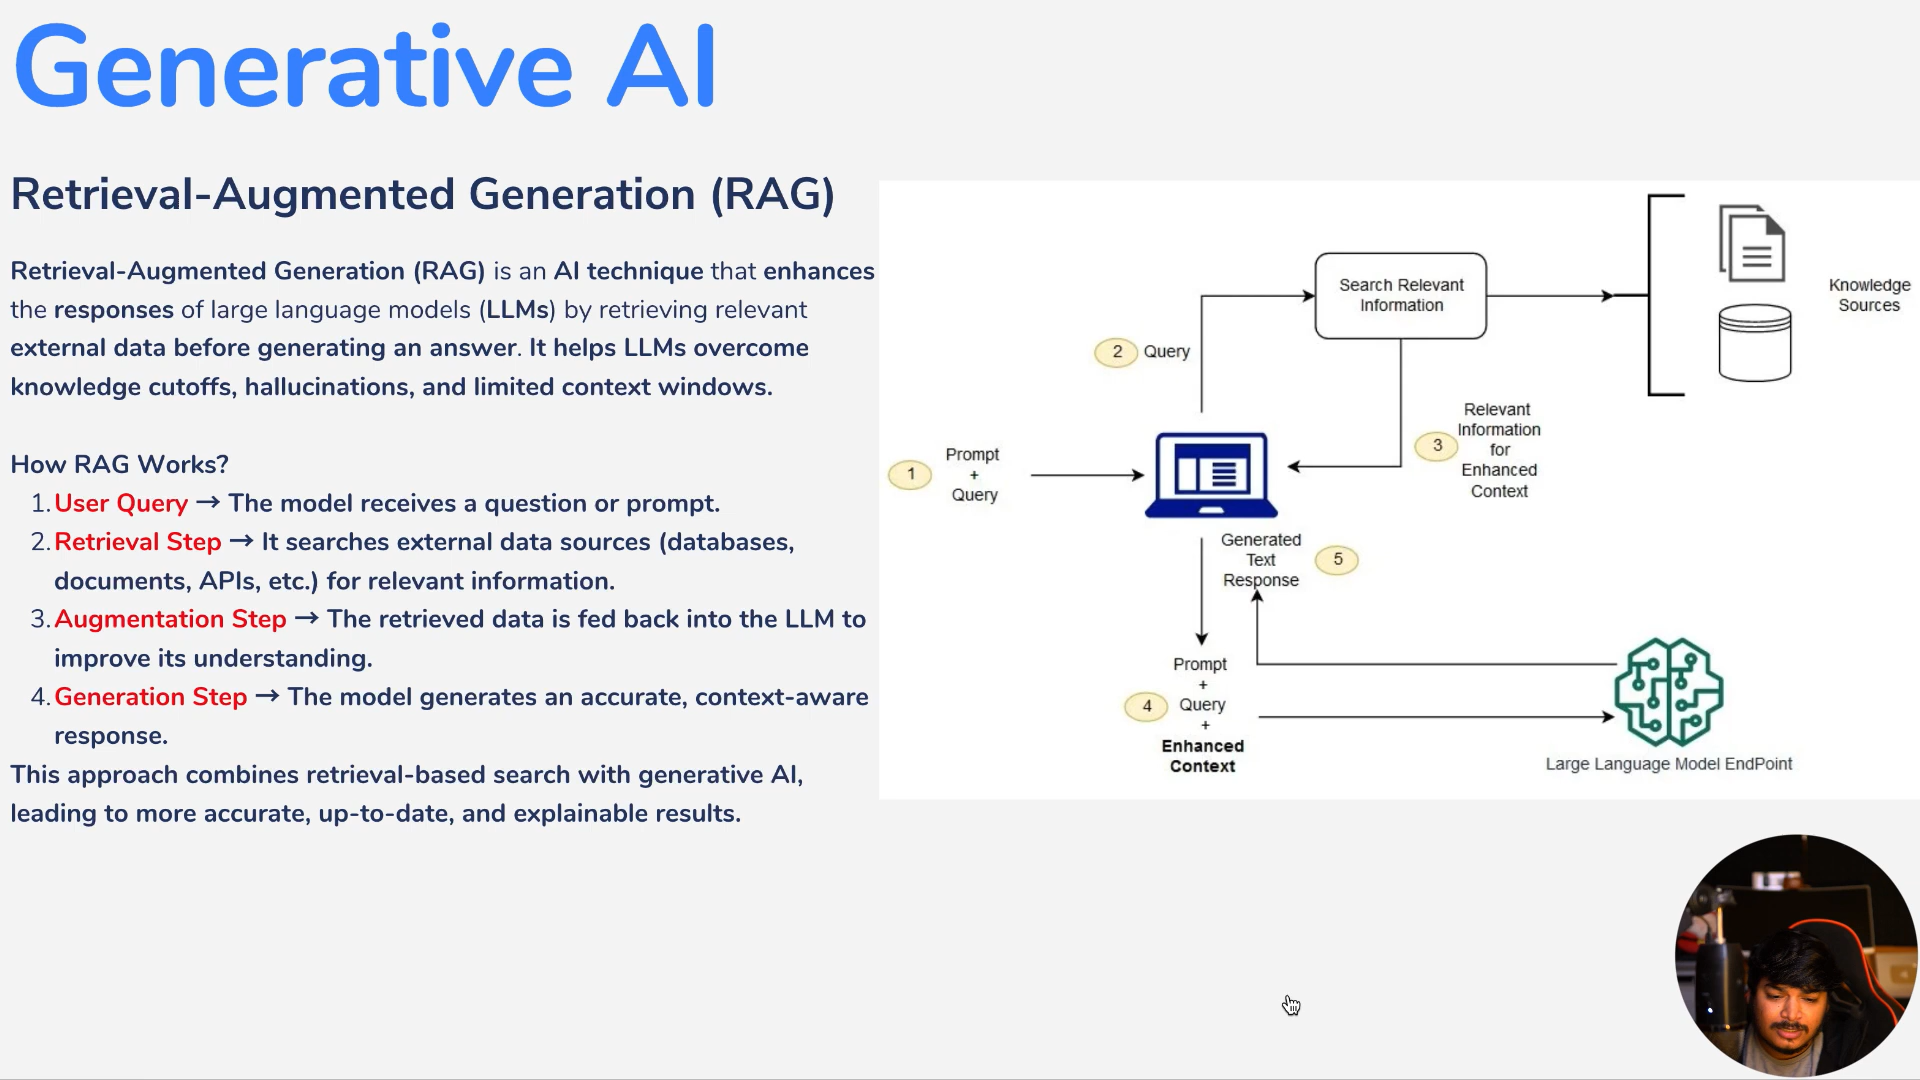 Generative AI
Retrieval-Augmented Generation (RAG)
Retrieval-Augmented Generation (RAG) is an AI technique that enhances
the responses of large language models (LLMs) by retrieving relevant
external data before generating an answer. It helps LLMs overcome
knowledge cutoffs, hallucinations, and limited context windows.
How RAG Works?
1. User Query → The model receives a question or prompt.
2. Retrieval Step → It searches external data sources (databases,
documents, APIs, etc.) for relevant information.
3. Augmentation Step → The retrieved data is fed back into the LLM to
improve its understanding.
4. Generation Step → The model generates an accurate, context-aware
response.
This approach combines retrieval-based search with generative AI,
leading to more accurate, up-to-date, and explainable results.
1
Prompt
+
Query
2 Query
Search Relevant
Information
Knowledge
Sources
3
Relevant
Information
for
Enhanced
Context
Generated
Text
Response
5
4
Prompt
+
Query
+
Enhanced
Context
Large Language Model EndPoint